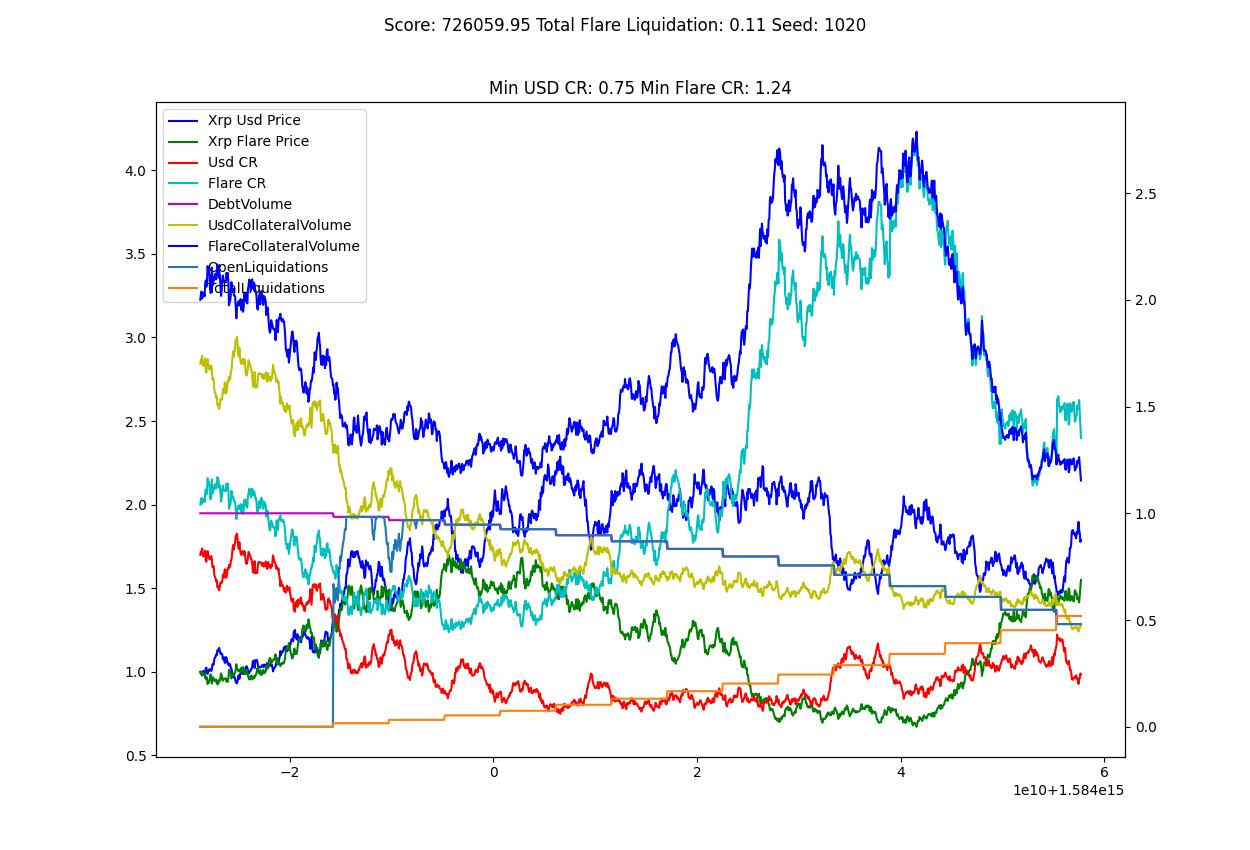 Score: 726059.95 Total Flare Liquidation: 0.11 Seed: 1020
Min USD CR: 0.75 Min Flare CR: 1.24
Xrp Usd Price
Xrp Flare Price
Usd CR
Flare CR
DebtVolume
UsdCollateralVolume
FlareCollateralVolume
OpenLiquidations
TotalLiquidations
4.0
3.5
3.0
2.5
2.0
1.5
1.0
0.5
2.5
2.0
1.5
1.0
0.5
0.0
−2 0 2 4 6
1e10+1.584e15